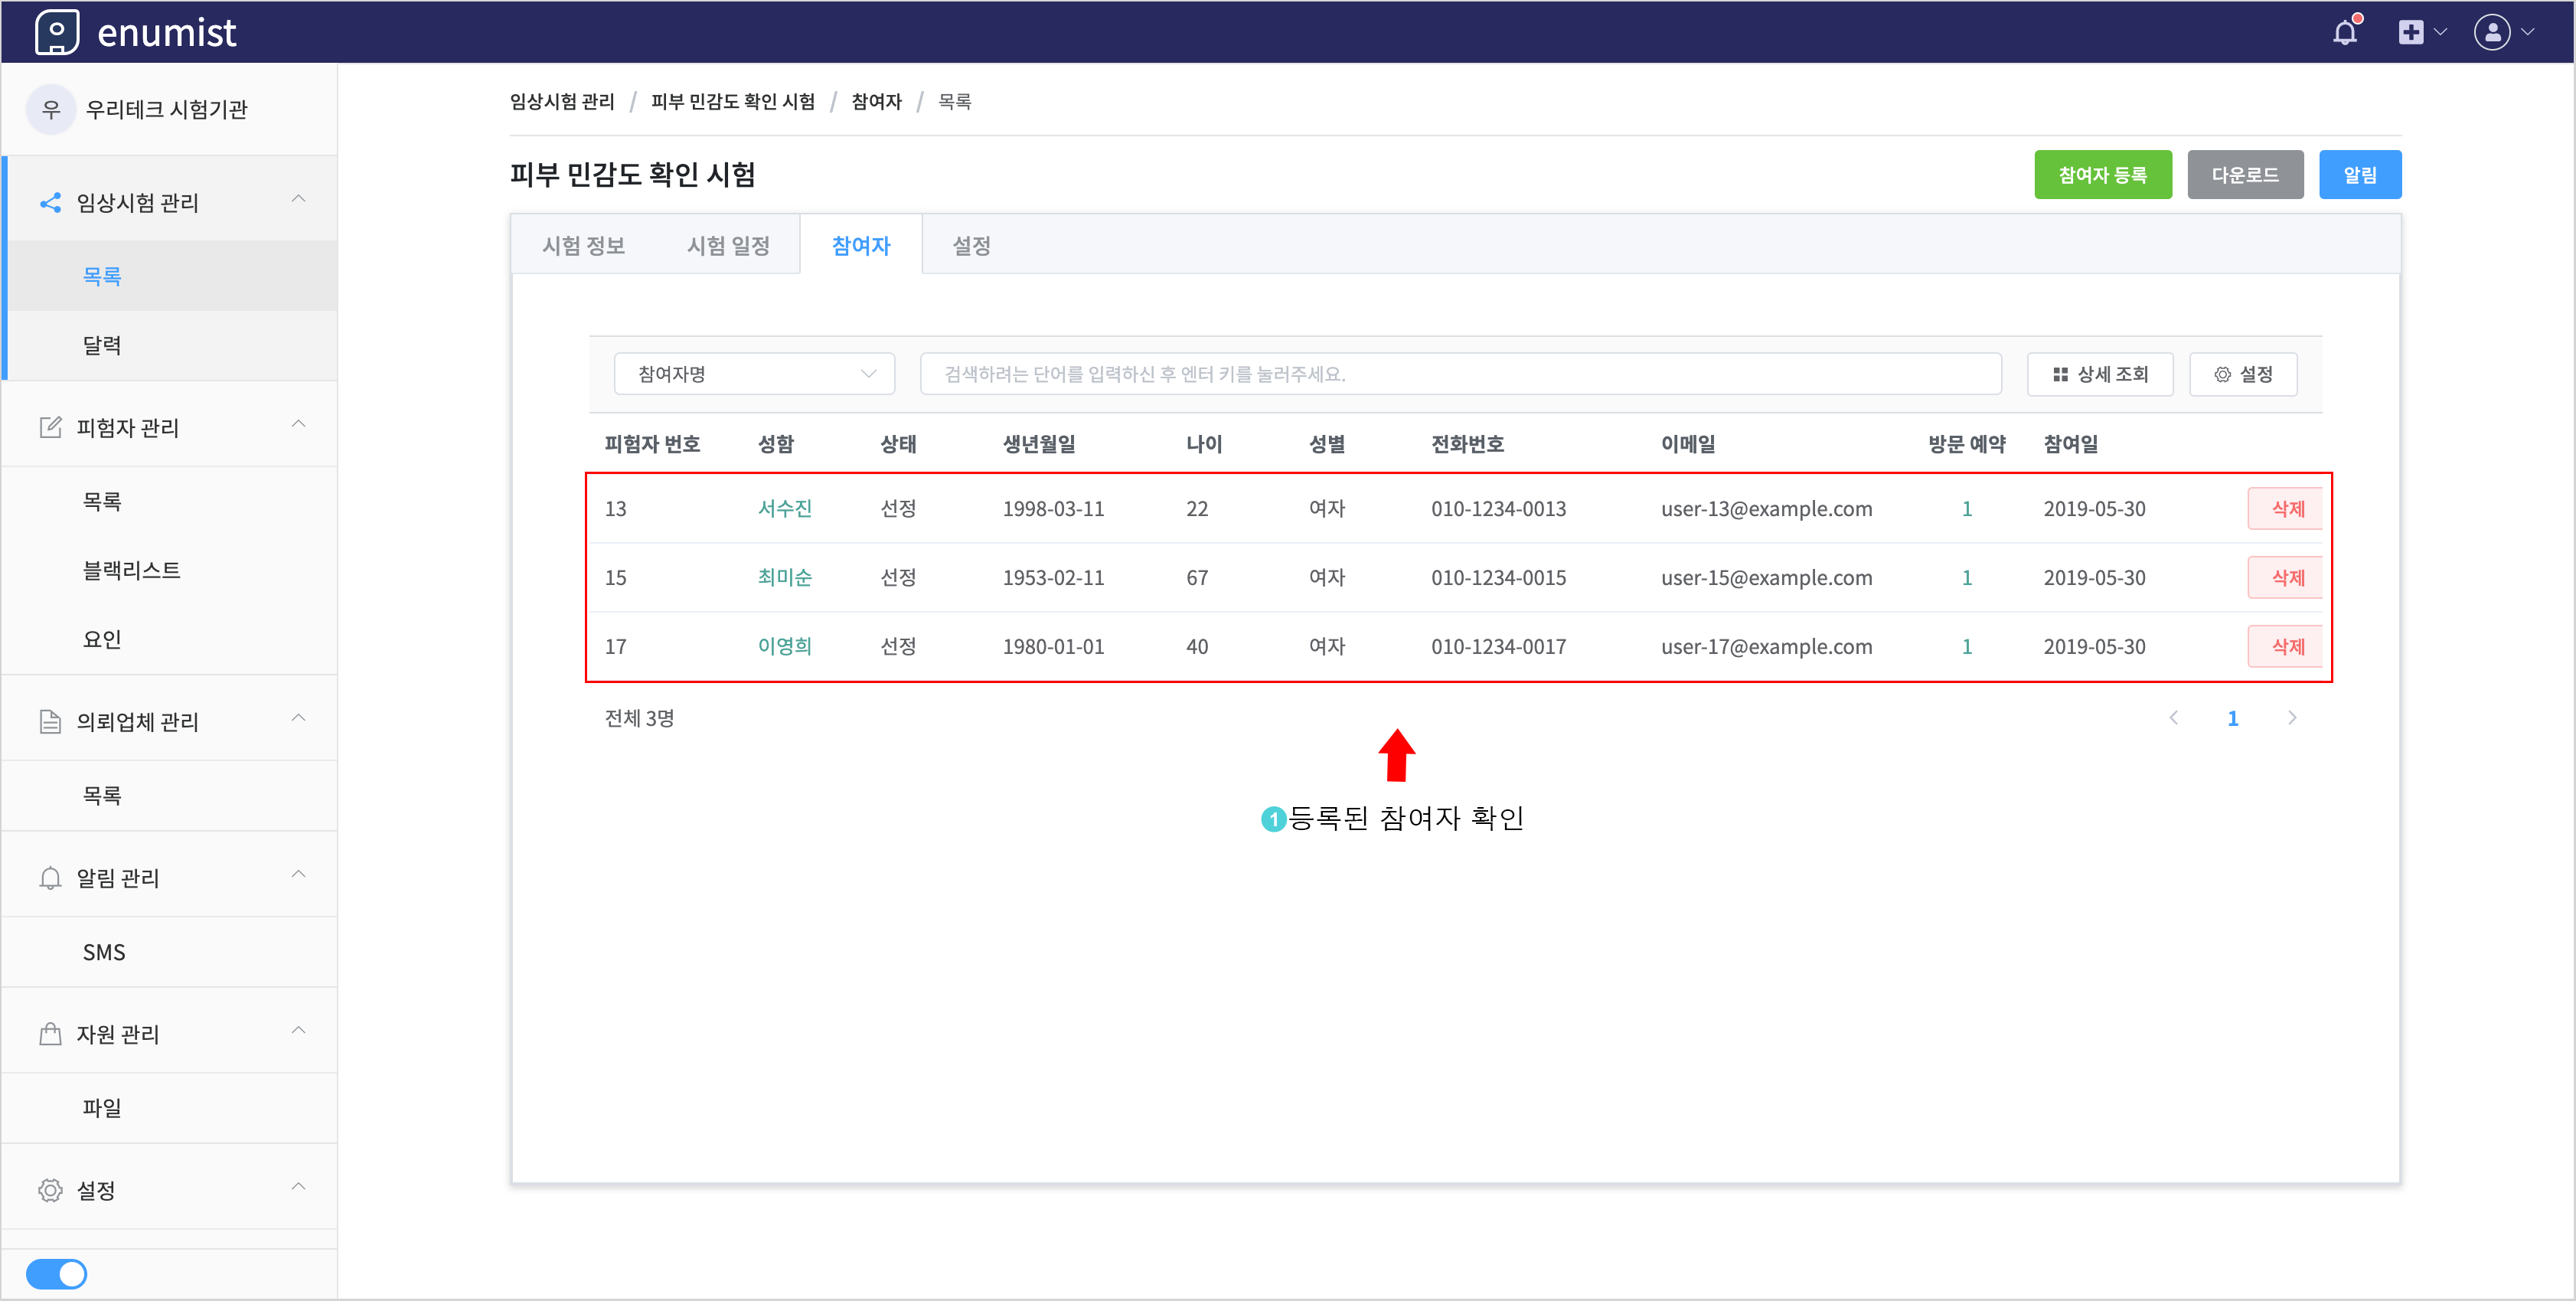 enumist
우 우리테크 시험기관
임상시험 관리
목록
달력
피험자 관리
목록
블랙리스트
요인
의뢰업체 관리
목록
알림 관리
SMS
자원 관리
파일
설정
임상시험 관리 / 피부 민감도 확인 시험 / 참여자 / 목록
피부 민감도 확인 시험 참여자 등록 다운로드 알림
시험 정보 시험 일정 참여자 설정
참여자명 검색하려는 단어를 입력하신 후 엔터 키를 눌러주세요. 상세 조회 설정
피험자 번호 성함 상태 생년월일 나이 성별 전화번호 이메일 방문 예약 참여일
13 서수진 선정 1998-03-11 22 여자 010-1234-0013 user-13@example.com 1 2019-05-30 삭제
15 최미순 선정 1953-02-11 67 여자 010-1234-0015 user-15@example.com 1 2019-05-30 삭제
17 이영희 선정 1980-01-01 40 여자 010-1234-0017 user-17@example.com 1 2019-05-30 삭제
전체 3명 1
1 등록된 참여자 확인